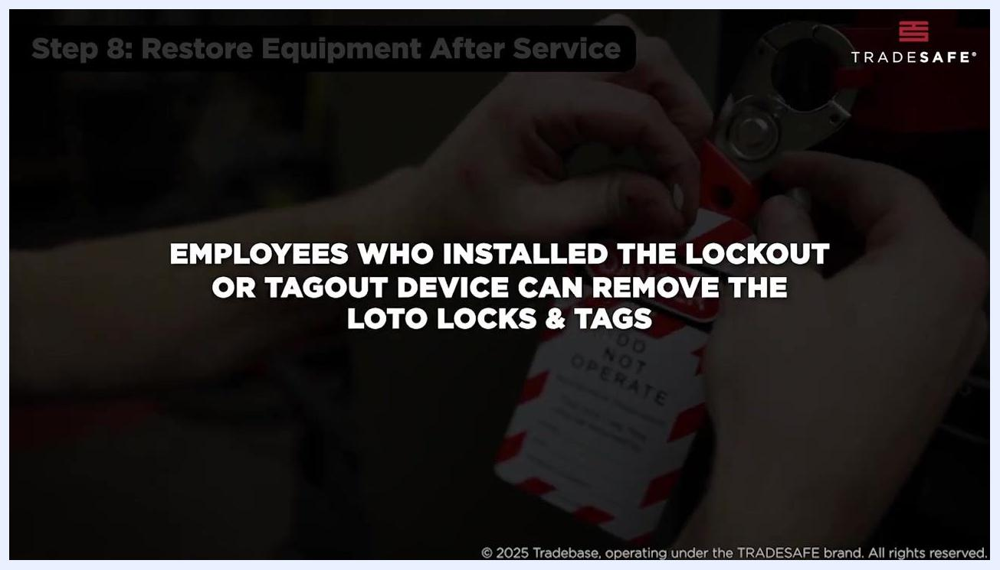 Step 8: Restore Equipment After Service
TRADESAFE®
EMPLOYEES WHO INSTALLED THE LOCKOUT
OR TAGOUT DEVICE CAN REMOVE THE
LOTO LOCKS & TAGS
DO
NOT
OPERATE
© 2025 Tradebase, operating under the TRADESAFE brand. All rights reserved.